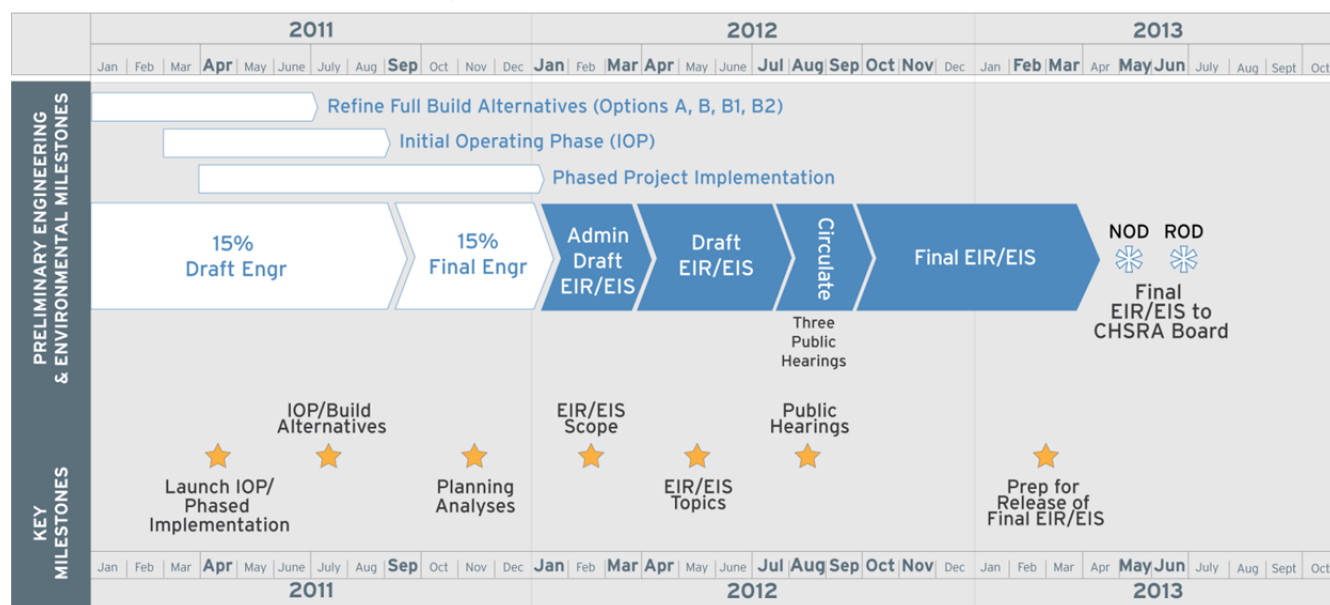 2011 2012 2013
Jan Feb Mar Apr May June July Aug Sep Oct Nov Dec Jan Feb Mar Apr May June Jul Aug Sep Oct Nov Dec Jan Feb Mar Apr May Jun July Aug Sept Oct
PRELIMINARY ENGINEERING
& ENVIRONMENTAL MILESTONES
Refine Full Build Alternatives (Options A, B, B1, B2)
Initial Operating Phase (IOP)
Phased Project Implementation
15%
Draft Engr
15%
Final Engr
Admin
Draft
EIR/EIS
Draft
EIR/EIS
Circulate
Three
Public
Hearings
Final EIR/EIS
NOD ROD
Final
EIR/EIS to
CHSRA Board
KEY
MILESTONES
Launch IOP/
Phased
Implementation
IOP/Build
Alternatives
Planning
Analyses
EIR/EIS
Scope
EIR/EIS
Topics
Public
Hearings
Prep for
Release of
Final EIR/EIS
Jan Feb Mar Apr May June July Aug Sep Oct Nov Dec Jan Feb Mar Apr May June Jul Aug Sep Oct Nov Dec Jan Feb Mar Apr May Jun July Aug Sept Oct
2011 2012 2013